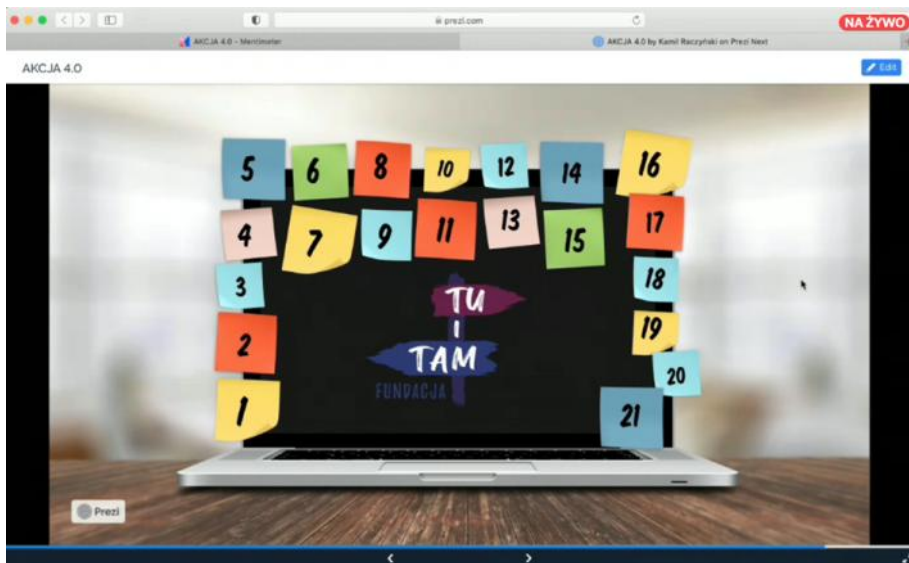 prezi.com
NA ŻYWO
AKCJA 4.0 - Mentimeter
AKCJA 4.0 by Kamil Raczyński on Prezi Next
AKCJA 4.0
Edit
5 6 8 10 12 14 16
4 7 9 11 13 15 17
3 18
2 19
20
1 21
TU
I
TAM
FUNDACJA
Prezi